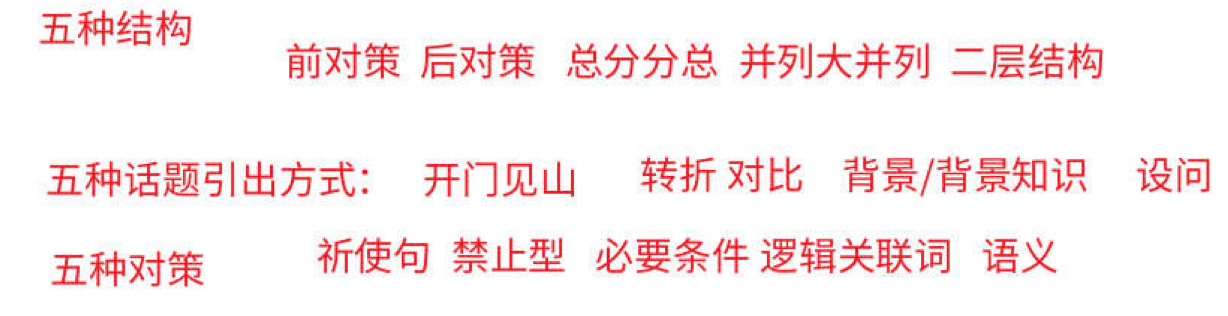 五种结构
前对策 后对策 总分分总 并列大并列 二层结构
五种话题引出方式： 开门见山 转折 对比 背景/背景知识 设问
五种对策 祈使句 禁止型 必要条件 逻辑关联词 语义